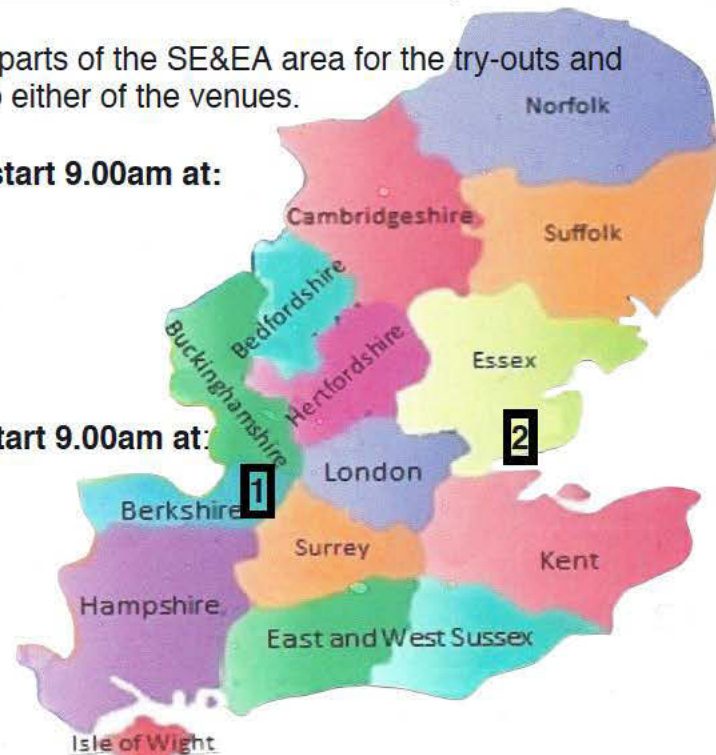 parts of the SE&EA area for the try-outs and
either of the venues.
start 9.00am at:
Norfolk
Cambridgeshire
Suffolk
Bedfordshire
Buckinghamshire
Hertfordshire
Essex
start 9.00am at:
2
London
1
Berkshire
Surrey
Kent
Hampshire
East and West Sussex
Isle of Wight